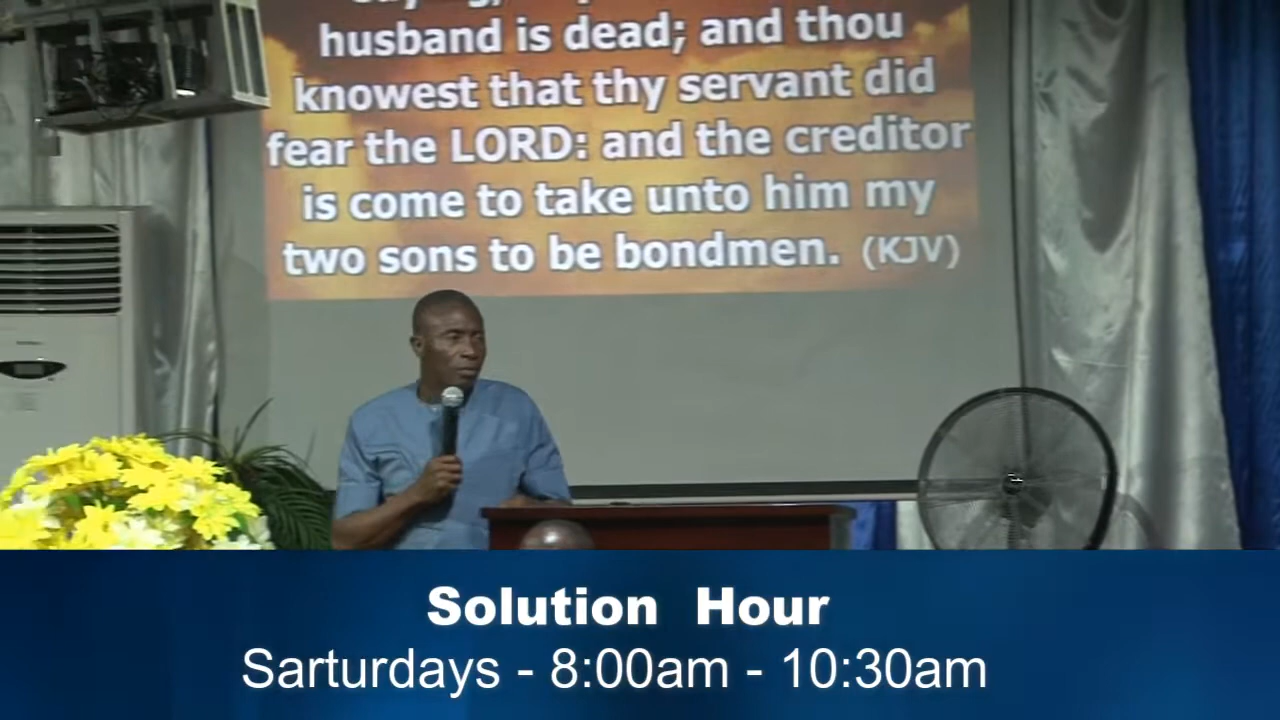 husband is dead; and thou
knowest that thy servant did
fear the LORD: and the creditor
is come to take unto him my
two sons to be bondmen. (KJV)
Solution Hour
Sarturdays - 8:00am - 10:30am